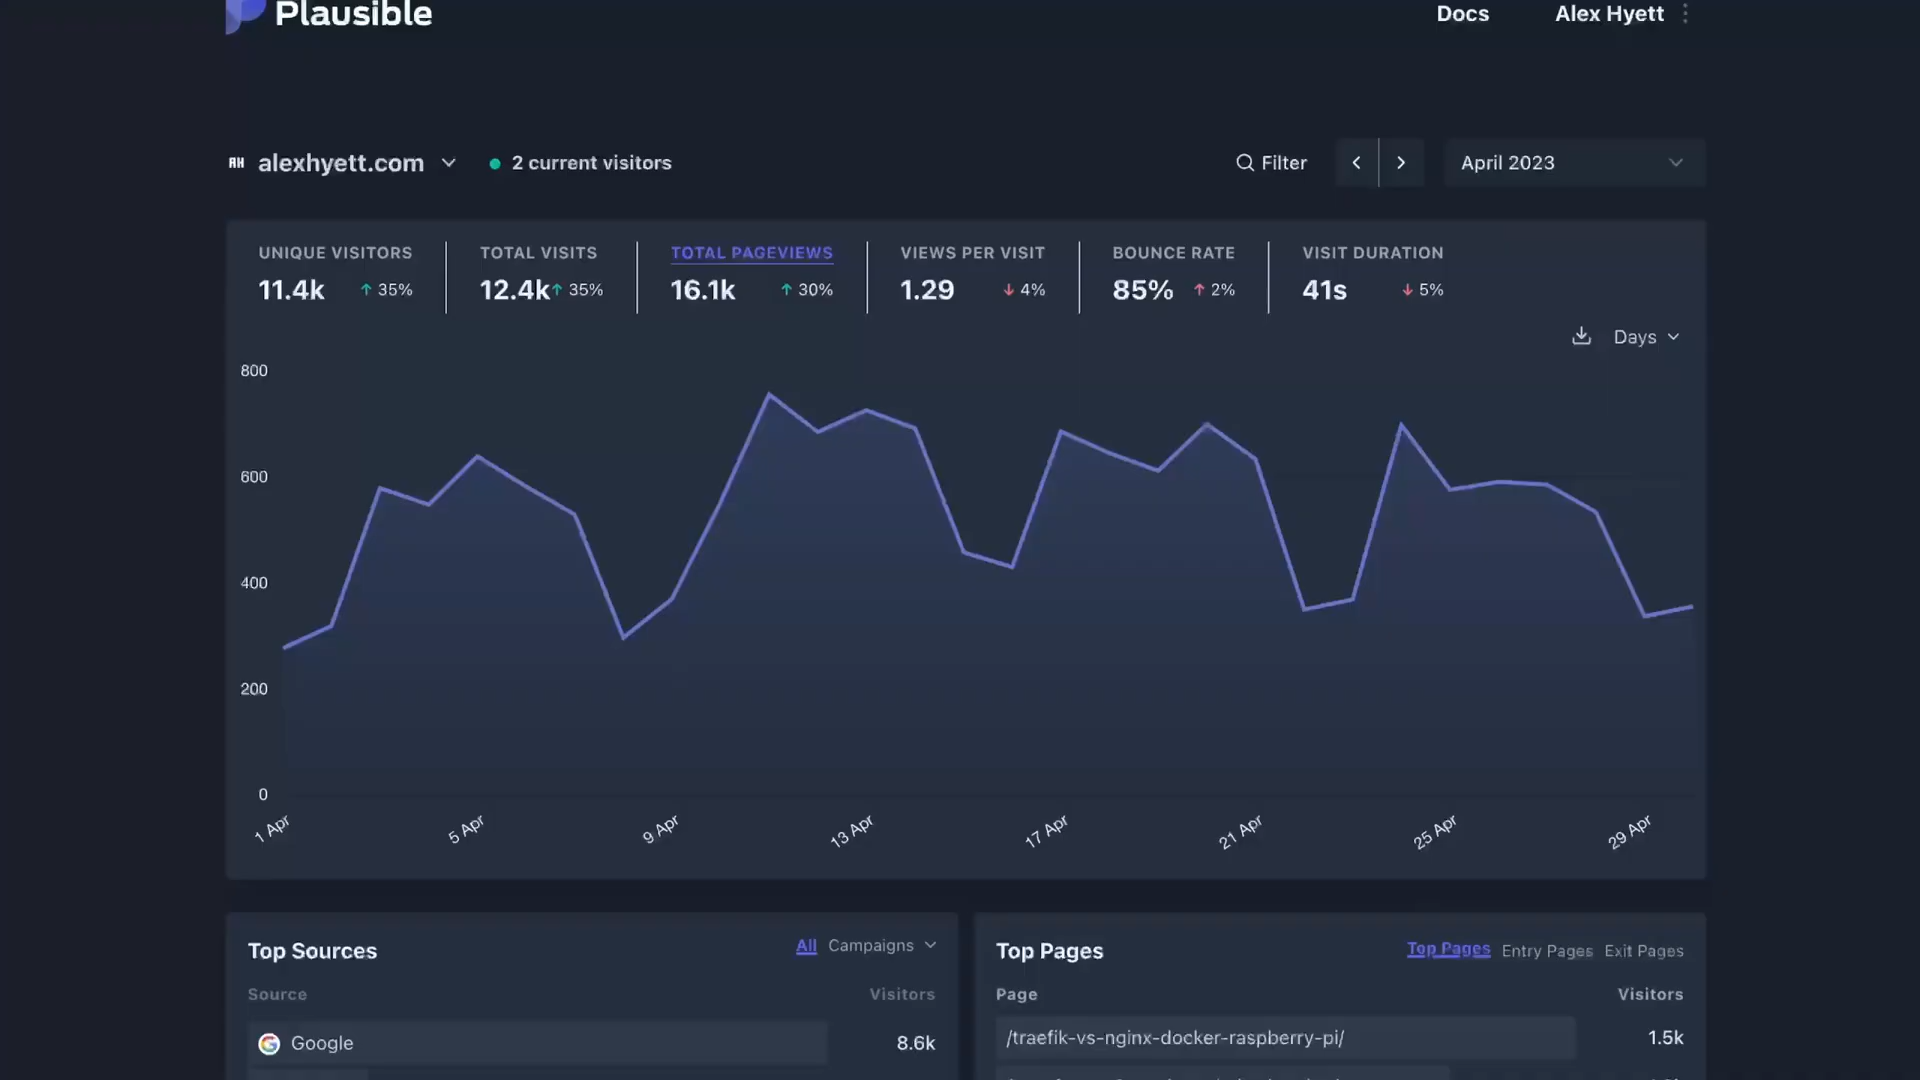 Plausible
Docs
Alex Hyett
AH alexhyett.com
2 current visitors
Filter
April 2023
UNIQUE VISITORS
11.4k 35%
TOTAL VISITS
12.4k 35%
TOTAL PAGEVIEWS
16.1k 30%
VIEWS PER VISIT
1.29 4%
BOUNCE RATE
85% 2%
VISIT DURATION
41s 5%
Days
800
600
400
200
0
1 Apr
5 Apr
9 Apr
13 Apr
17 Apr
21 Apr
25 Apr
29 Apr
Top Sources
All Campaigns
Source Visitors
Google 8.6k
Top Pages
Top Pages Entry Pages Exit Pages
Page Visitors
/traefik-vs-nginx-docker-raspberry-pi/ 1.5k